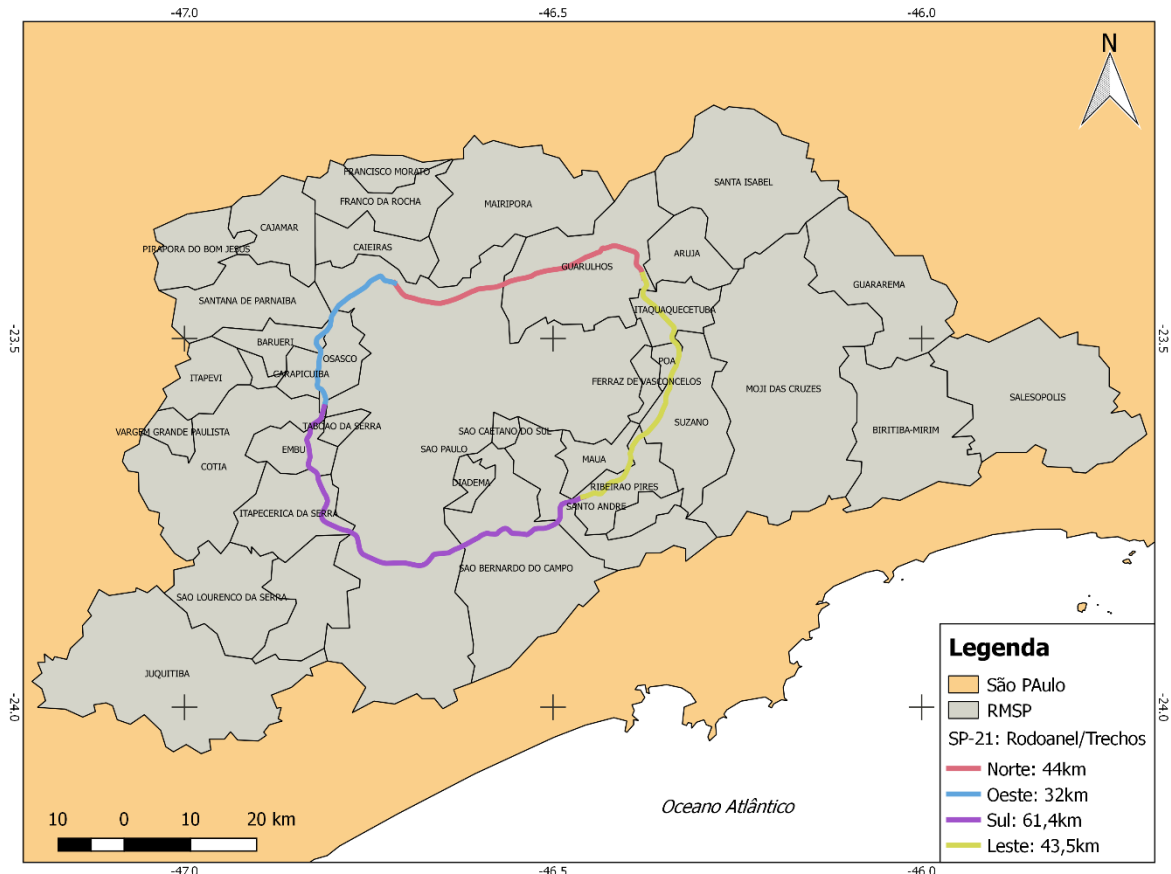 -47.0
-46.5
-46.0
N
FRANCISCO MORATO
FRANCO DA ROCHA
MAIRIPORA
SANTA ISABEL
CAJAMAR
PIRAPORA DO BOM JESUS
CAIEIRAS
ARUJA
GUARULHOS
GUARAREMA
SANTANA DE PARNAIBA
ITAQUAQUECETUBA
-23.5
-23.5
BARUERI
OSASCO
POA
ITAPEVI
CARAPICUIBA
FERRAZ DE VASCONCELOS
MOJI DAS CRUZES
SALESOPOLIS
SUZANO
TABOAO DA SERRA
VARGEM GRANDE PAULISTA
SAO CAETANO DO SUL
BIRITIBA-MIRIM
EMBU
SAO PAULO
COTIA
MAUA
DIADEMA
RIBEIRAO PIRES
ITAPECERICA DA SERRA
SANTO ANDRE
SAO BERNARDO DO CAMPO
SAO LOURENCO DA SERRA
JUQUITIBA
-24.0
-24.0
Legenda
São PAulo
RMSP
SP-21: Rodoanel/Trechos
Norte: 44km
Oeste: 32km
Sul: 61,4km
Leste: 43,5km
Oceano Atlântico
10 0 10 20 km
-47.0
-46.5
-46.0